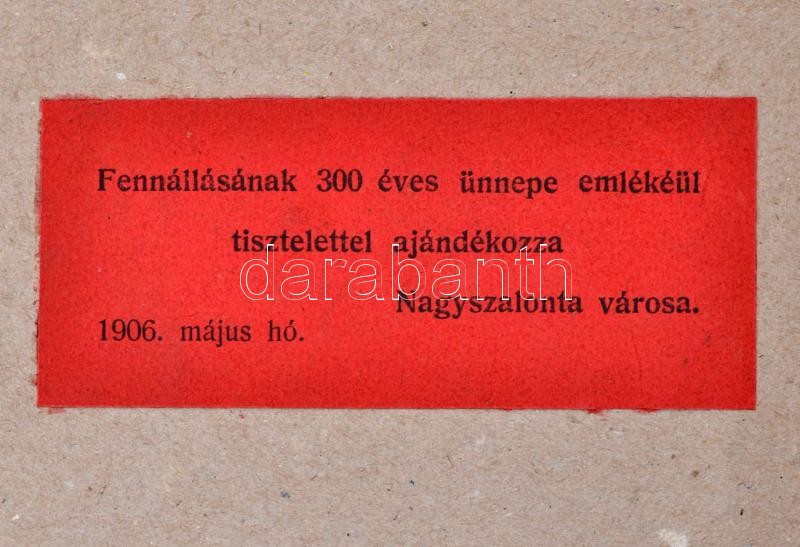 Fennállásának 300 éves ünnepe emlékéül
tisztelettel ajándékozza
darabanth
Nagyszalonta városa.
1906. május hó.